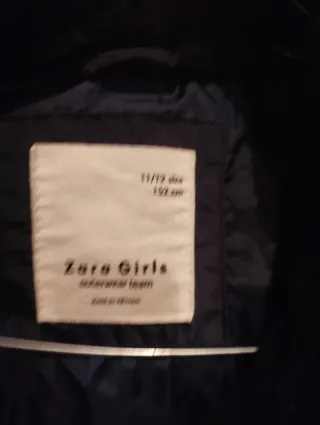 11/12 años
152 cm
Zara Girls
outerwear team